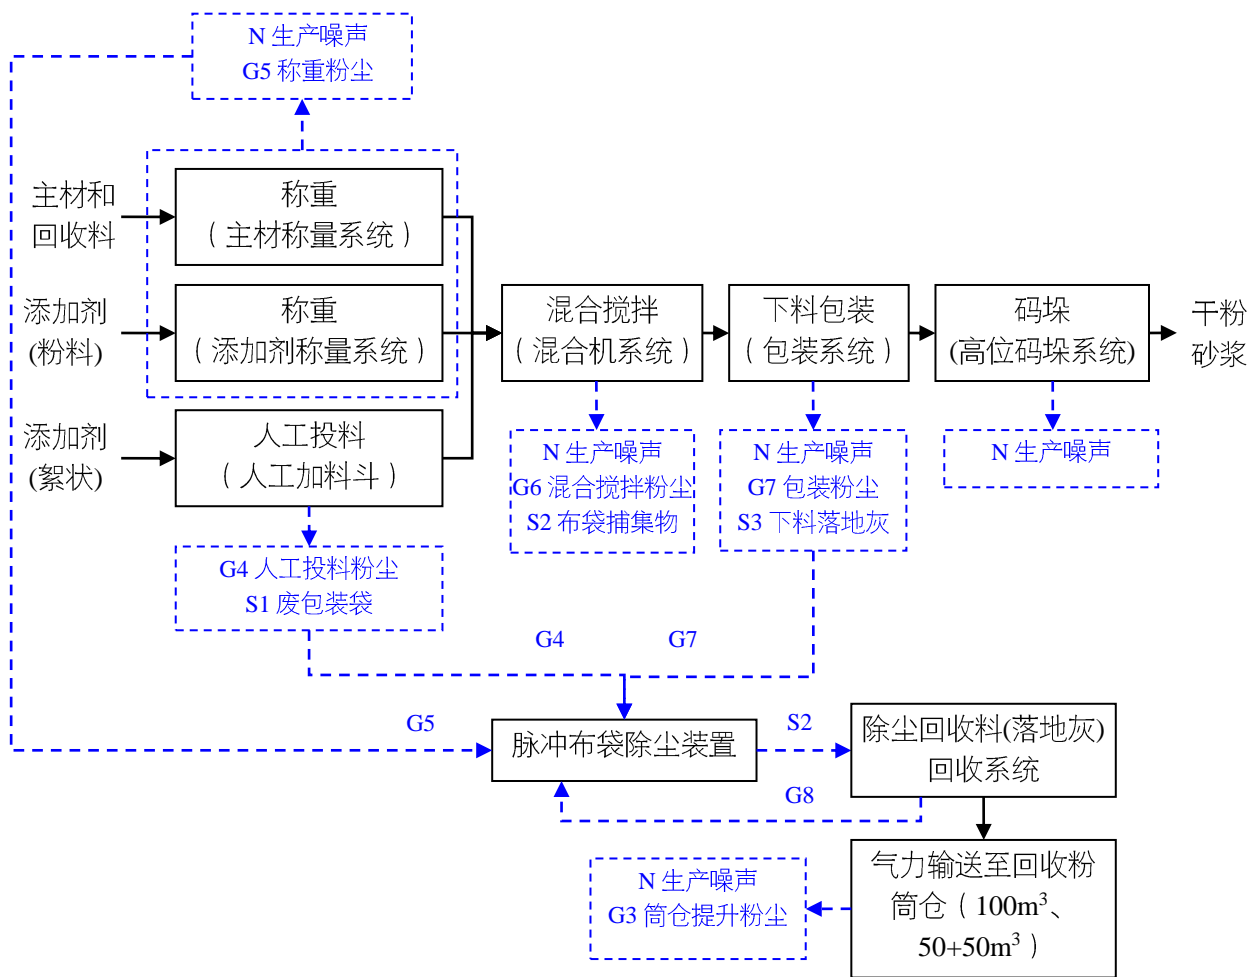 N 生产噪声
G5 称重粉尘
主材和
回收料
称重
（主材称量系统）
添加剂
(粉料)
称重
（添加剂称量系统）
混合搅拌
（混合机系统）
下料包装
（包装系统）
码垛
(高位码垛系统)
干粉
砂浆
添加剂
(絮状)
人工投料
（人工加料斗）
N 生产噪声
G6 混合搅拌粉尘
S2 布袋捕集物
N 生产噪声
G7 包装粉尘
S3 下料落地灰
N 生产噪声
G4 人工投料粉尘
S1 废包装袋
G4
G7
G5
脉冲布袋除尘装置
S2
除尘回收料(落地灰)
回收系统
G8
N 生产噪声
G3 筒仓提升粉尘
气力输送至回收粉
筒仓（100m³、
50+50m³）